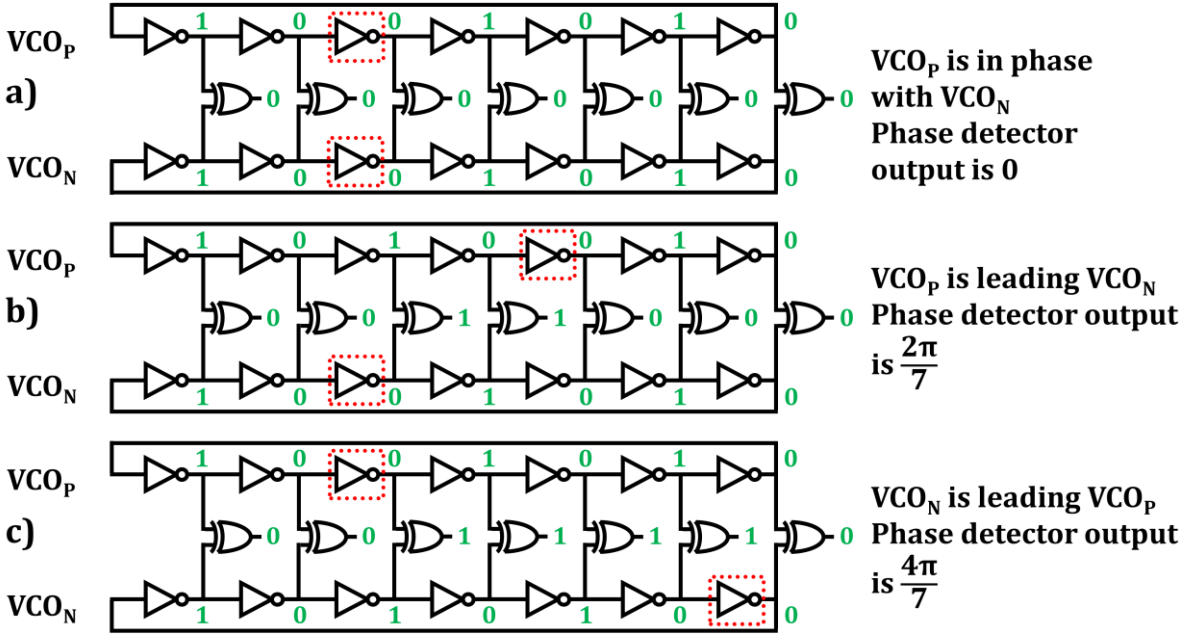 1 0 0 1 0 1 0
VCOP
VCOP is in phase
with VCON
Phase detector
output is 0
a)
0 0 0 0 0 0 0
VCON
1 0 0 1 0 1 0
1 0 1 0 0 1 0
VCOP
VCOP is leading VCON
Phase detector output
is 2π/7
b)
0 0 1 1 0 0 0
VCON
1 0 0 1 0 1 0
1 0 0 1 0 1 0
VCOP
VCON is leading VCOP
Phase detector output
is 4π/7
c)
0 0 1 1 1 1 0
VCON
1 0 1 0 1 0 0